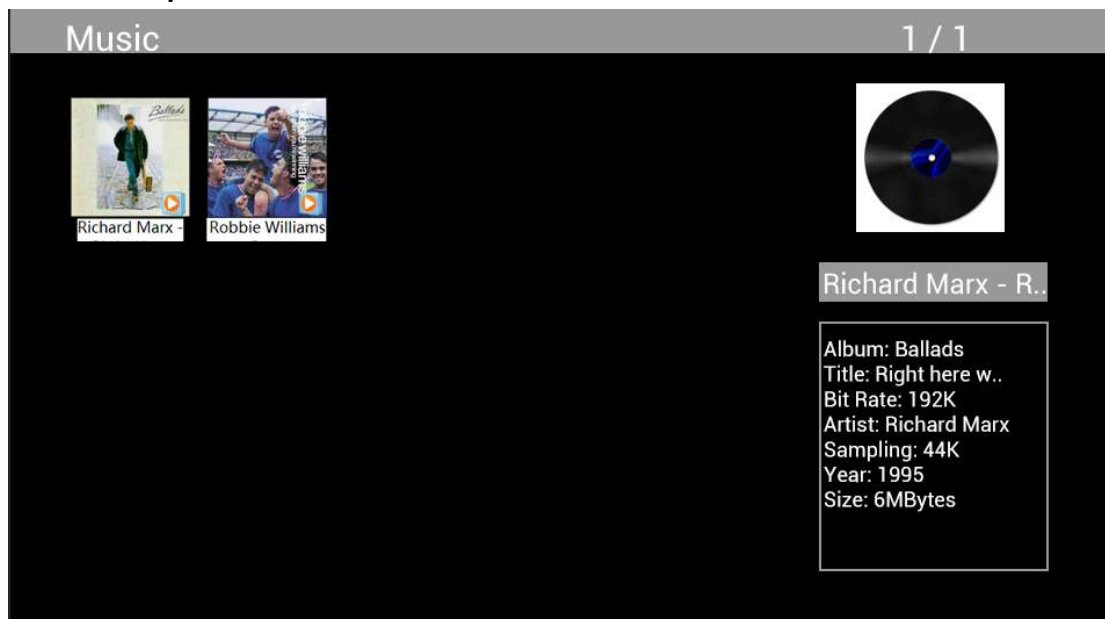 Music
1 / 1
Ballads
robbie williams
Richard Marx -
Robbie Williams
Richard Marx - R..
Album: Ballads
Title: Right here w..
Bit Rate: 192K
Artist: Richard Marx
Sampling: 44K
Year: 1995
Size: 6MBytes